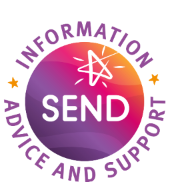 INFORMATION
SEND
ADVICE AND SUPPORT